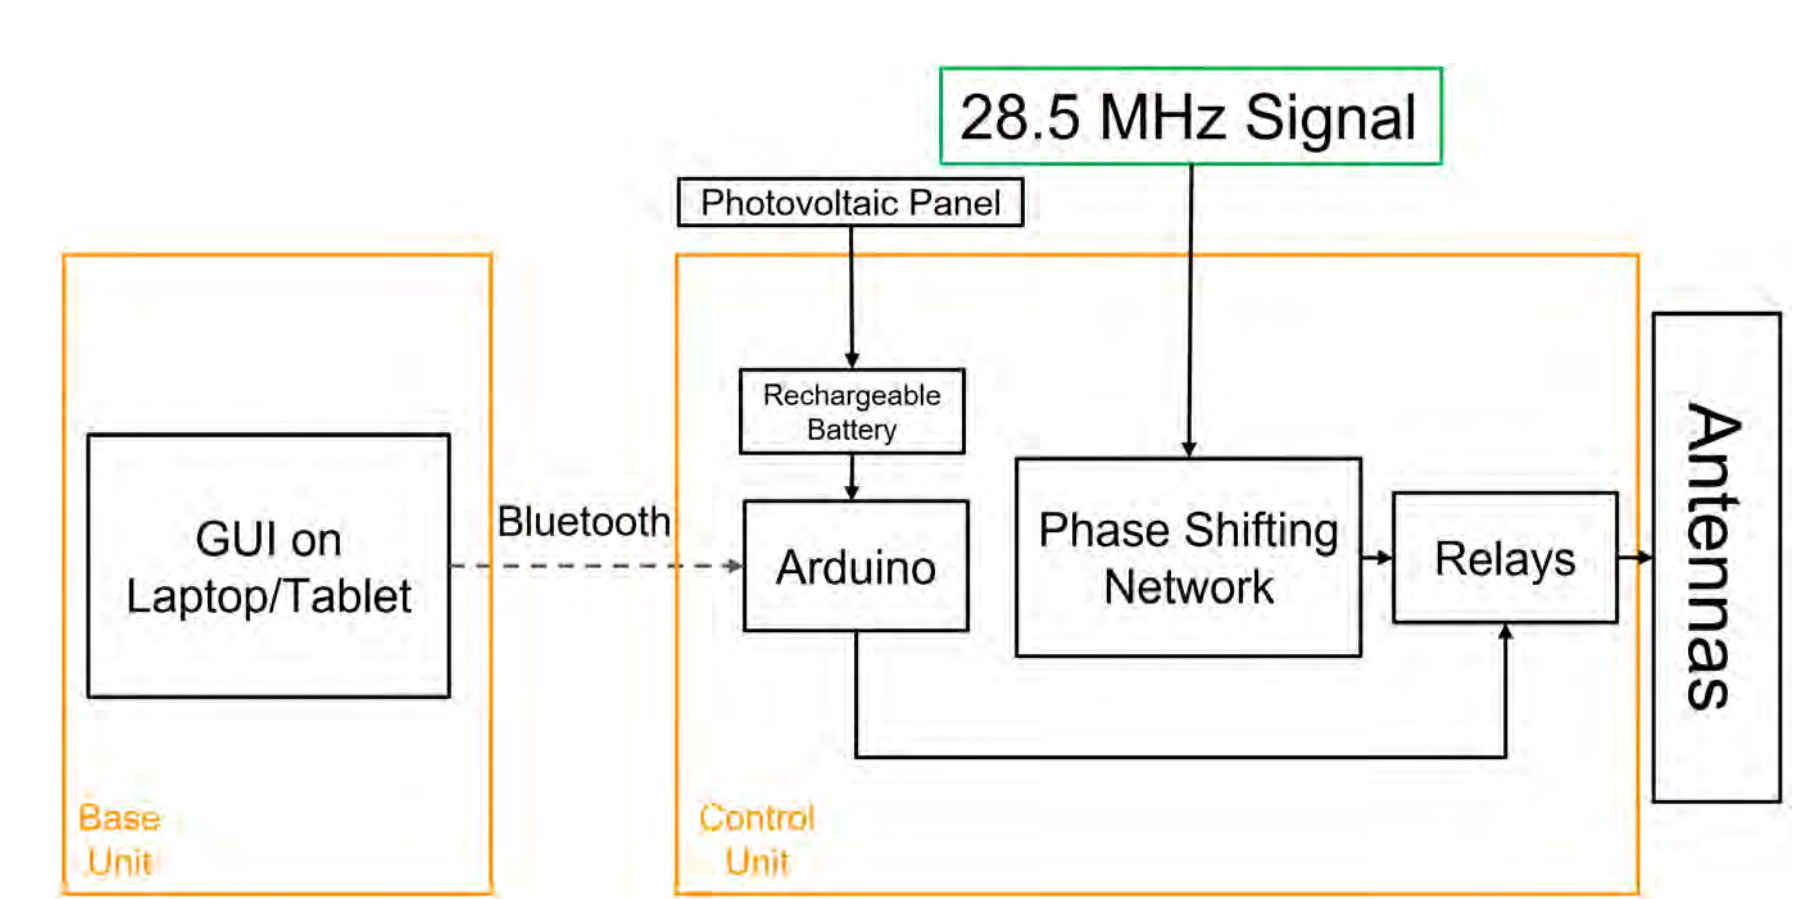 28.5 MHz Signal
Photovoltaic Panel
Rechargeable
Battery
GUI on
Laptop/Tablet
Bluetooth
Arduino
Phase Shifting
Network
Relays
Antennas
Base
Unit
Control
Unit